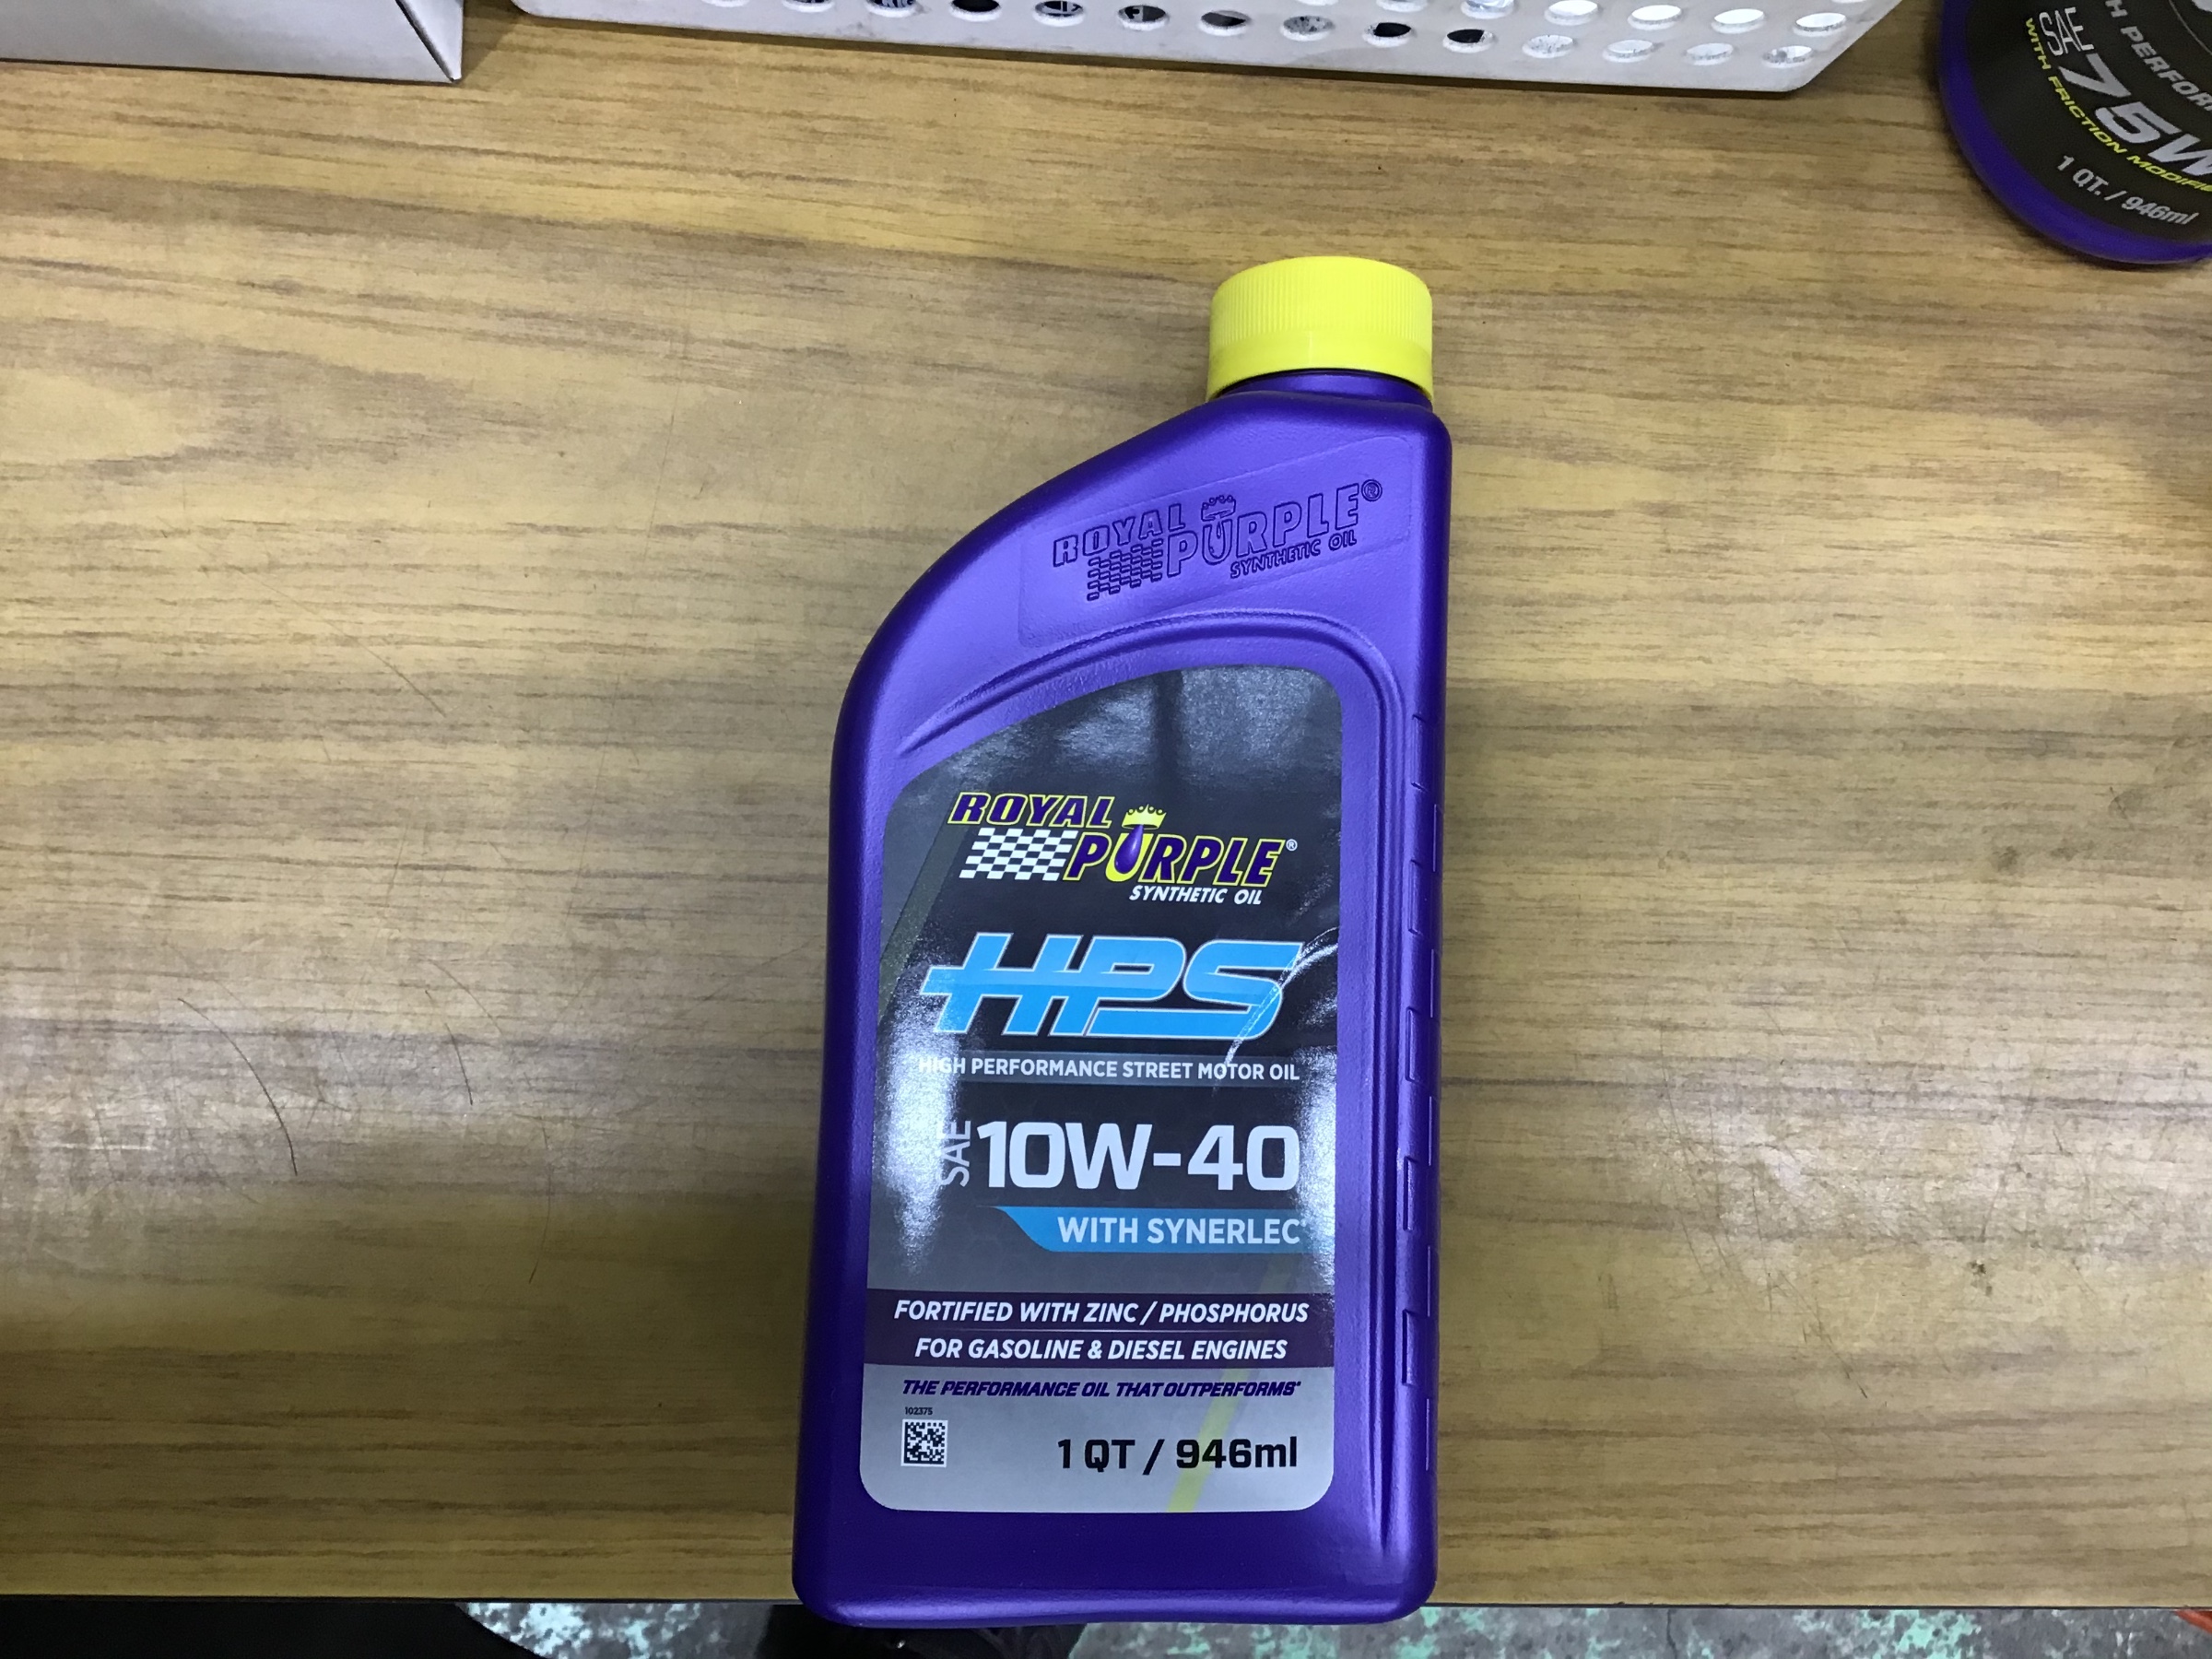 SAE 75W
WITH FRICTION
1 QT. / 946ml
ROYAL
PURPLE®
SYNTHETIC OIL
ROYAL
PURPLE®
SYNTHETIC OIL
HPS
HIGH PERFORMANCE STREET MOTOR OIL
SAE 10W-40
WITH SYNERLEC
FORTIFIED WITH ZINC / PHOSPHORUS
FOR GASOLINE & DIESEL ENGINES
THE PERFORMANCE OIL THAT OUTPERFORMS
102375
1 QT / 946ml